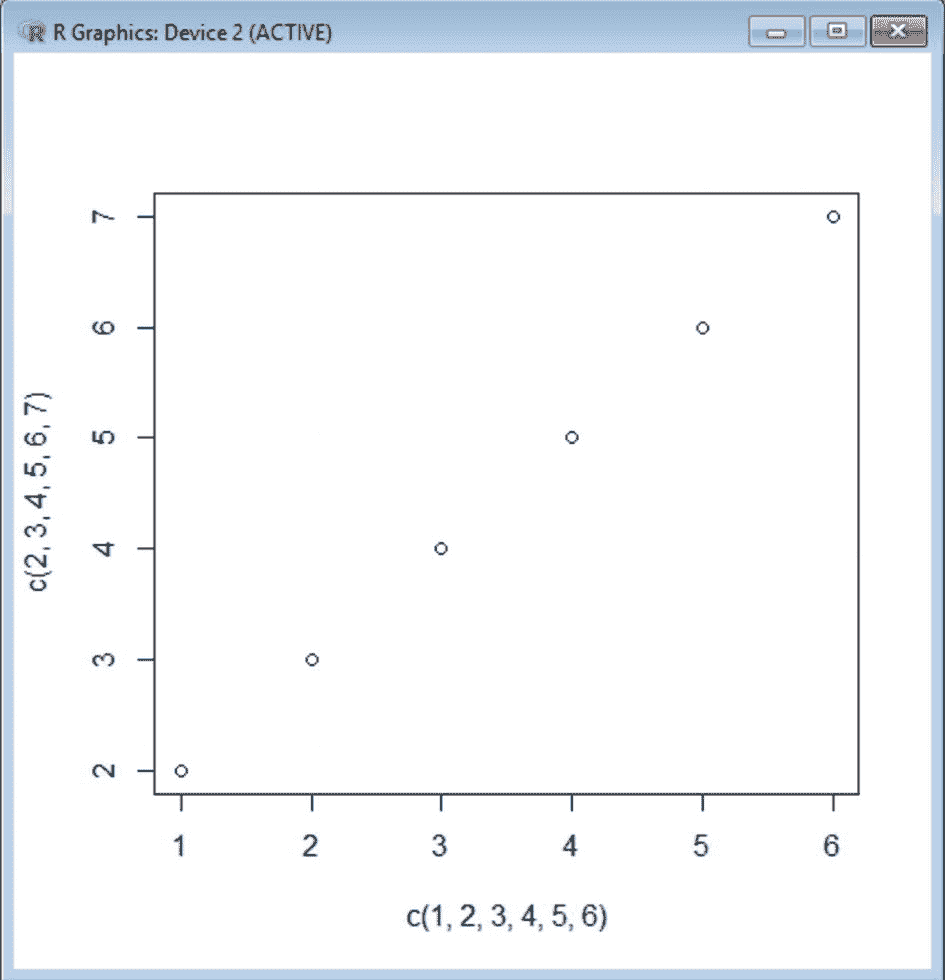 R R Graphics: Device 2 (ACTIVE)
7
6
5
4
3
2
c(2, 3, 4, 5, 6, 7)
1 2 3 4 5 6
c(1, 2, 3, 4, 5, 6)